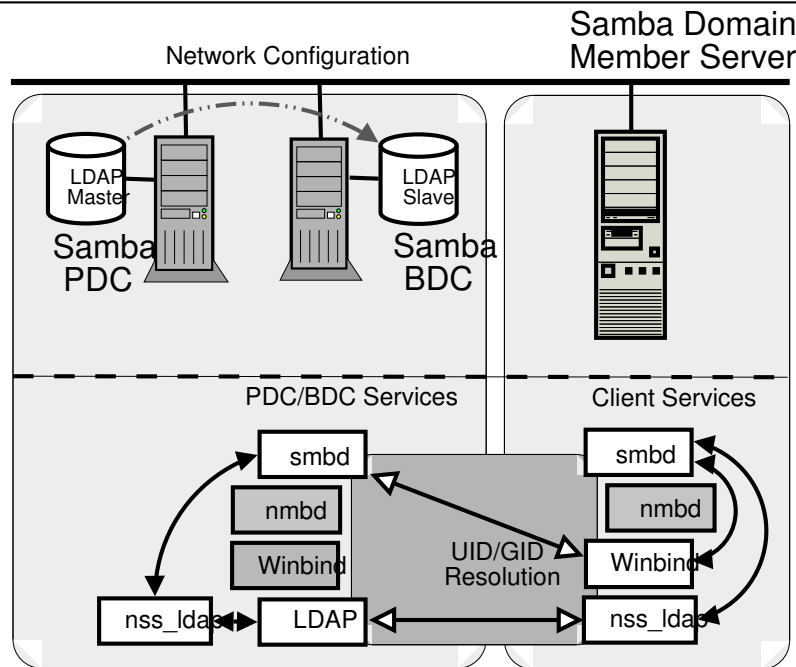 Samba Domain
Member Server
Network Configuration
LDAP
Master
LDAP
Slave
Samba
PDC
Samba
BDC
PDC/BDC Services
Client Services
smbd
smbd
nmbd
nmbd
Winbind
UID/GID
Resolution
Winbind
nss_ldap
LDAP
nss_ldap